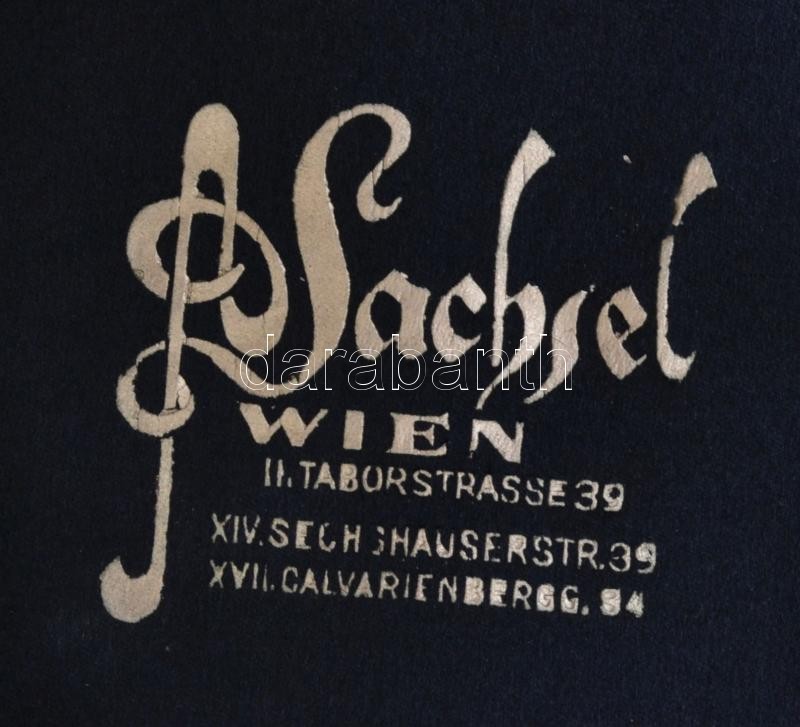 Sachsel
darabanth
WIEN
II. TABORSTRASSE 39
XIV. SECHSHAUSERSTR. 39
XVII. CALVARIENBERGG. 34